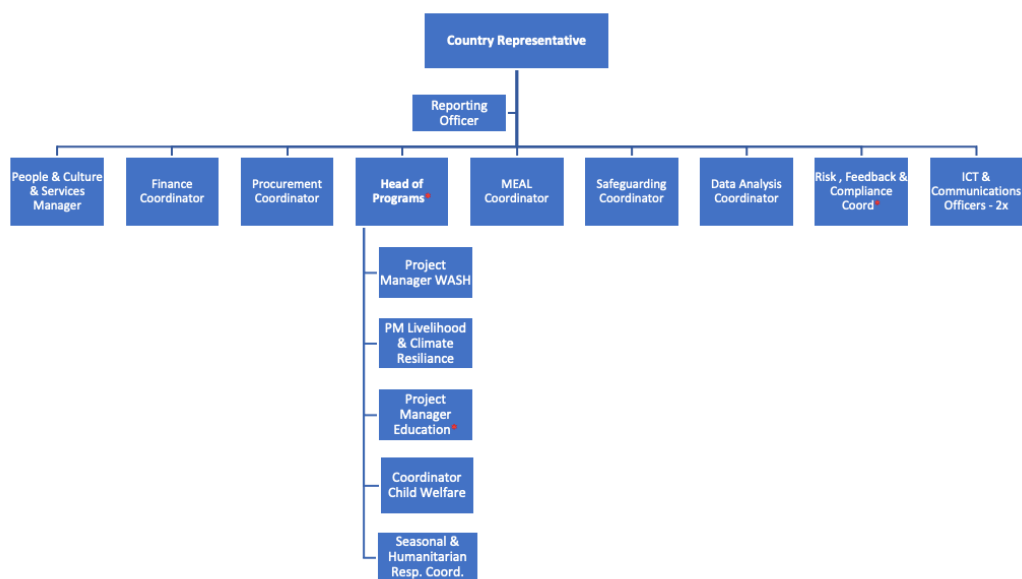 Country Representative
Reporting
Officer
People & Culture
& Services
Manager
Finance
Coordinator
Procurement
Coordinator
Head of
Programs*
MEAL
Coordinator
Safeguarding
Coordinator
Data Analysis
Coordinator
Risk , Feedback &
Compliance
Coord*
ICT &
Communications
Officers - 2x
Project
Manager WASH
PM Livelihood
& Climate
Resiliance
Project
Manager
Education*
Coordinator
Child Welfare
Seasonal &
Humanitarian
Resp. Coord.